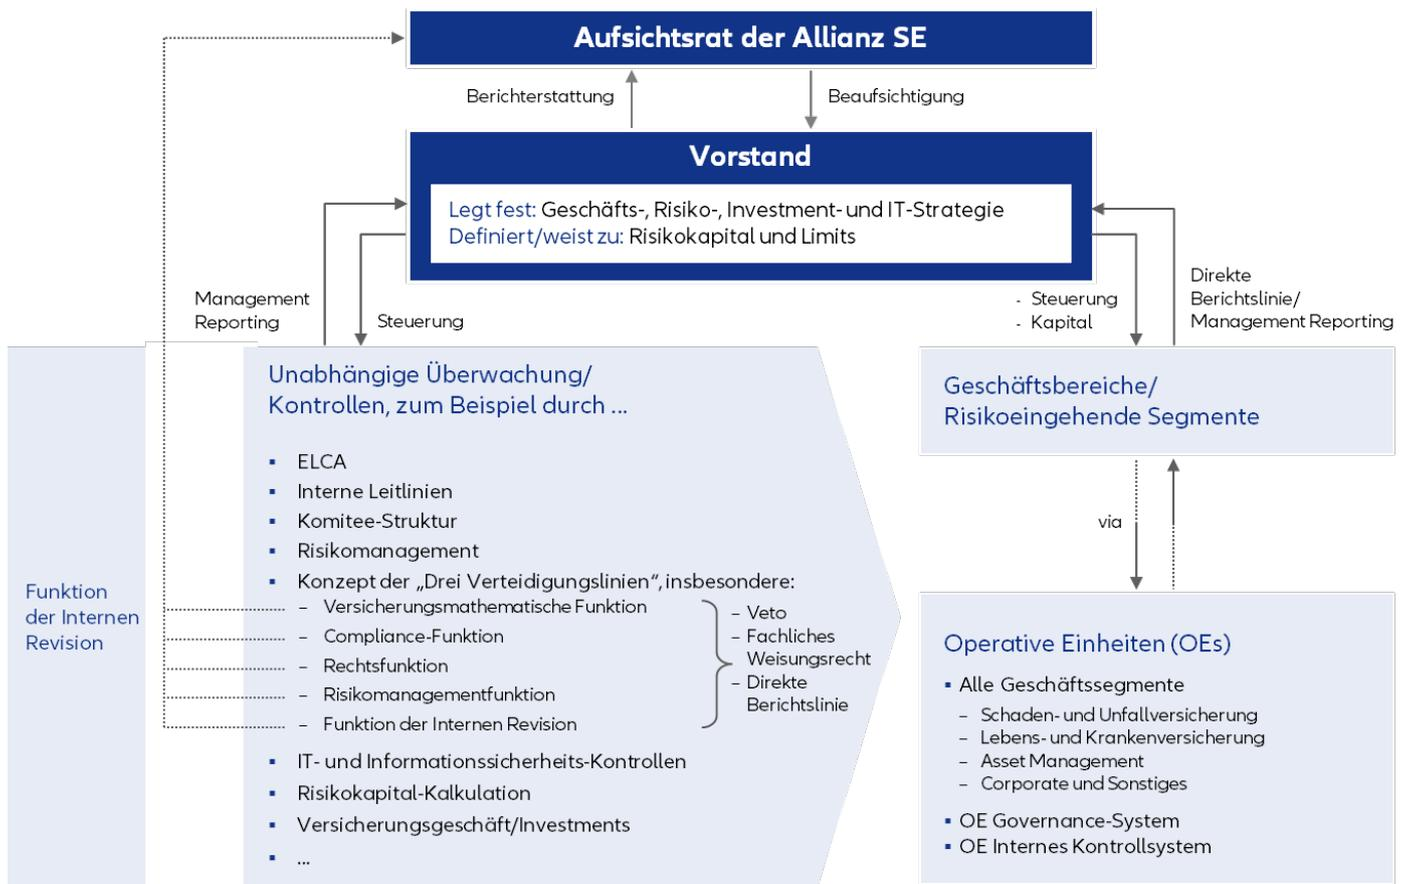 Aufsichtsrat der Allianz SE
Berichterstattung
Beaufsichtigung
Vorstand
Legt fest: Geschäfts-, Risiko-, Investment- und IT-Strategie
Definiert/weist zu: Risikokapital und Limits
Management
Reporting
Steuerung
- Steuerung
- Kapital
Direkte
Berichtslinie/
Management Reporting
Funktion
der Internen
Revision
Unabhängige Überwachung/
Kontrollen, zum Beispiel durch ...
▪ ELCA
▪ Interne Leitlinien
▪ Komitee-Struktur
▪ Risikomanagement
▪ Konzept der „Drei Verteidigungslinien“, insbesondere:
– Versicherungsmathematische Funktion
– Compliance-Funktion
– Rechtsfunktion
– Risikomanagementfunktion
– Funktion der Internen Revision
– Veto
– Fachliches
Weisungsrecht
– Direkte
Berichtslinie
▪ IT- und Informationssicherheits-Kontrollen
▪ Risikokapital-Kalkulation
▪ Versicherungsgeschäft/Investments
▪ ...
Geschäftsbereiche/
Risikoeingehende Segmente
via
Operative Einheiten (OEs)
▪ Alle Geschäftssegmente
– Schaden- und Unfallversicherung
– Lebens- und Krankenversicherung
– Asset Management
– Corporate und Sonstiges
▪ OE Governance-System
▪ OE Internes Kontrollsystem